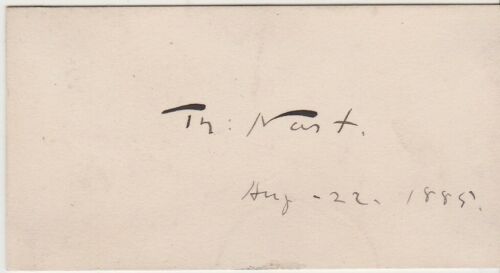 Th: Nast.
Aug - 22. 1885.